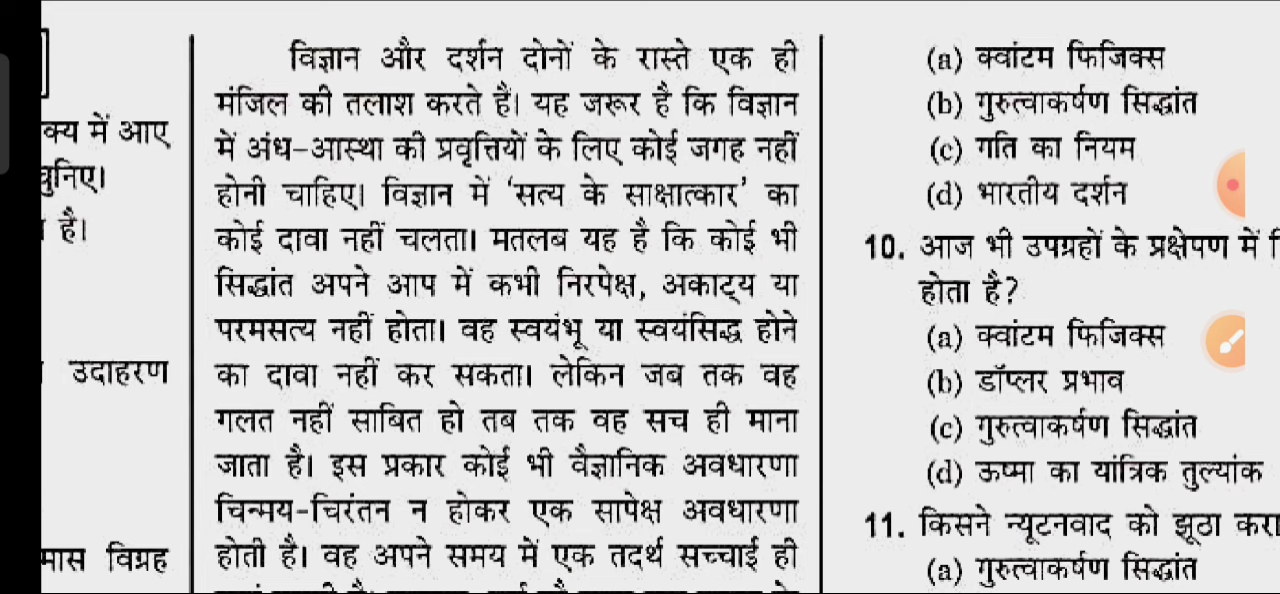 क्य में आए
चुनिए।
है।
उदाहरण
मास विग्रह
विज्ञान और दर्शन दोनों के रास्ते एक ही
मंजिल की तलाश करते हैं। यह जरूर है कि विज्ञान
में अंध-आस्था की प्रवृत्तियों के लिए कोई जगह नहीं
होनी चाहिए। विज्ञान में ‘सत्य के साक्षात्कार’ का
कोई दावा नहीं चलता। मतलब यह है कि कोई भी
सिद्धांत अपने आप में कभी निरपेक्ष, अकाट्य या
परमसत्य नहीं होता। वह स्वयंभू या स्वयंसिद्ध होने
का दावा नहीं कर सकता। लेकिन जब तक वह
गलत नहीं साबित हो तब तक वह सच ही माना
जाता है। इस प्रकार कोई भी वैज्ञानिक अवधारणा
चिन्मय-चिरंतन न होकर एक सापेक्ष अवधारणा
होती है। वह अपने समय में एक तदर्थ सच्चाई ही
(a) क्वांटम फिजिक्स
(b) गुरुत्वाकर्षण सिद्धांत
(c) गति का नियम
(d) भारतीय दर्शन
10. आज भी उपग्रहों के प्रक्षेपण में
होता है?
(a) क्वांटम फिजिक्स
(b) डॉप्लर प्रभाव
(c) गुरुत्वाकर्षण सिद्धांत
(d) ऊष्मा का यांत्रिक तुल्यांक
11. किसने न्यूटनवाद को झूठा करा
(a) गुरुत्वाकर्षण सिद्धांत